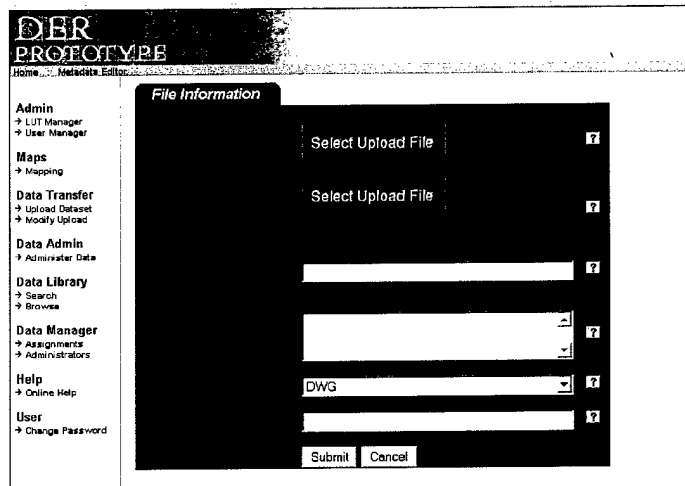 DER
PROTOTYPE
Home Metadata Editor
File Information
Admin
→ LUT Manager
→ User Manager
Maps
→ Mapping
Data Transfer
→ Upload Dataset
→ Modify Upload
Data Admin
→ Administer Data
Data Library
→ Search
→ Browse
Data Manager
→ Assignments
→ Administrators
Help
→ Online Help
User
→ Change Password
Select Upload File
?
Select Upload File
?
?
?
DWG
?
?
Submit Cancel